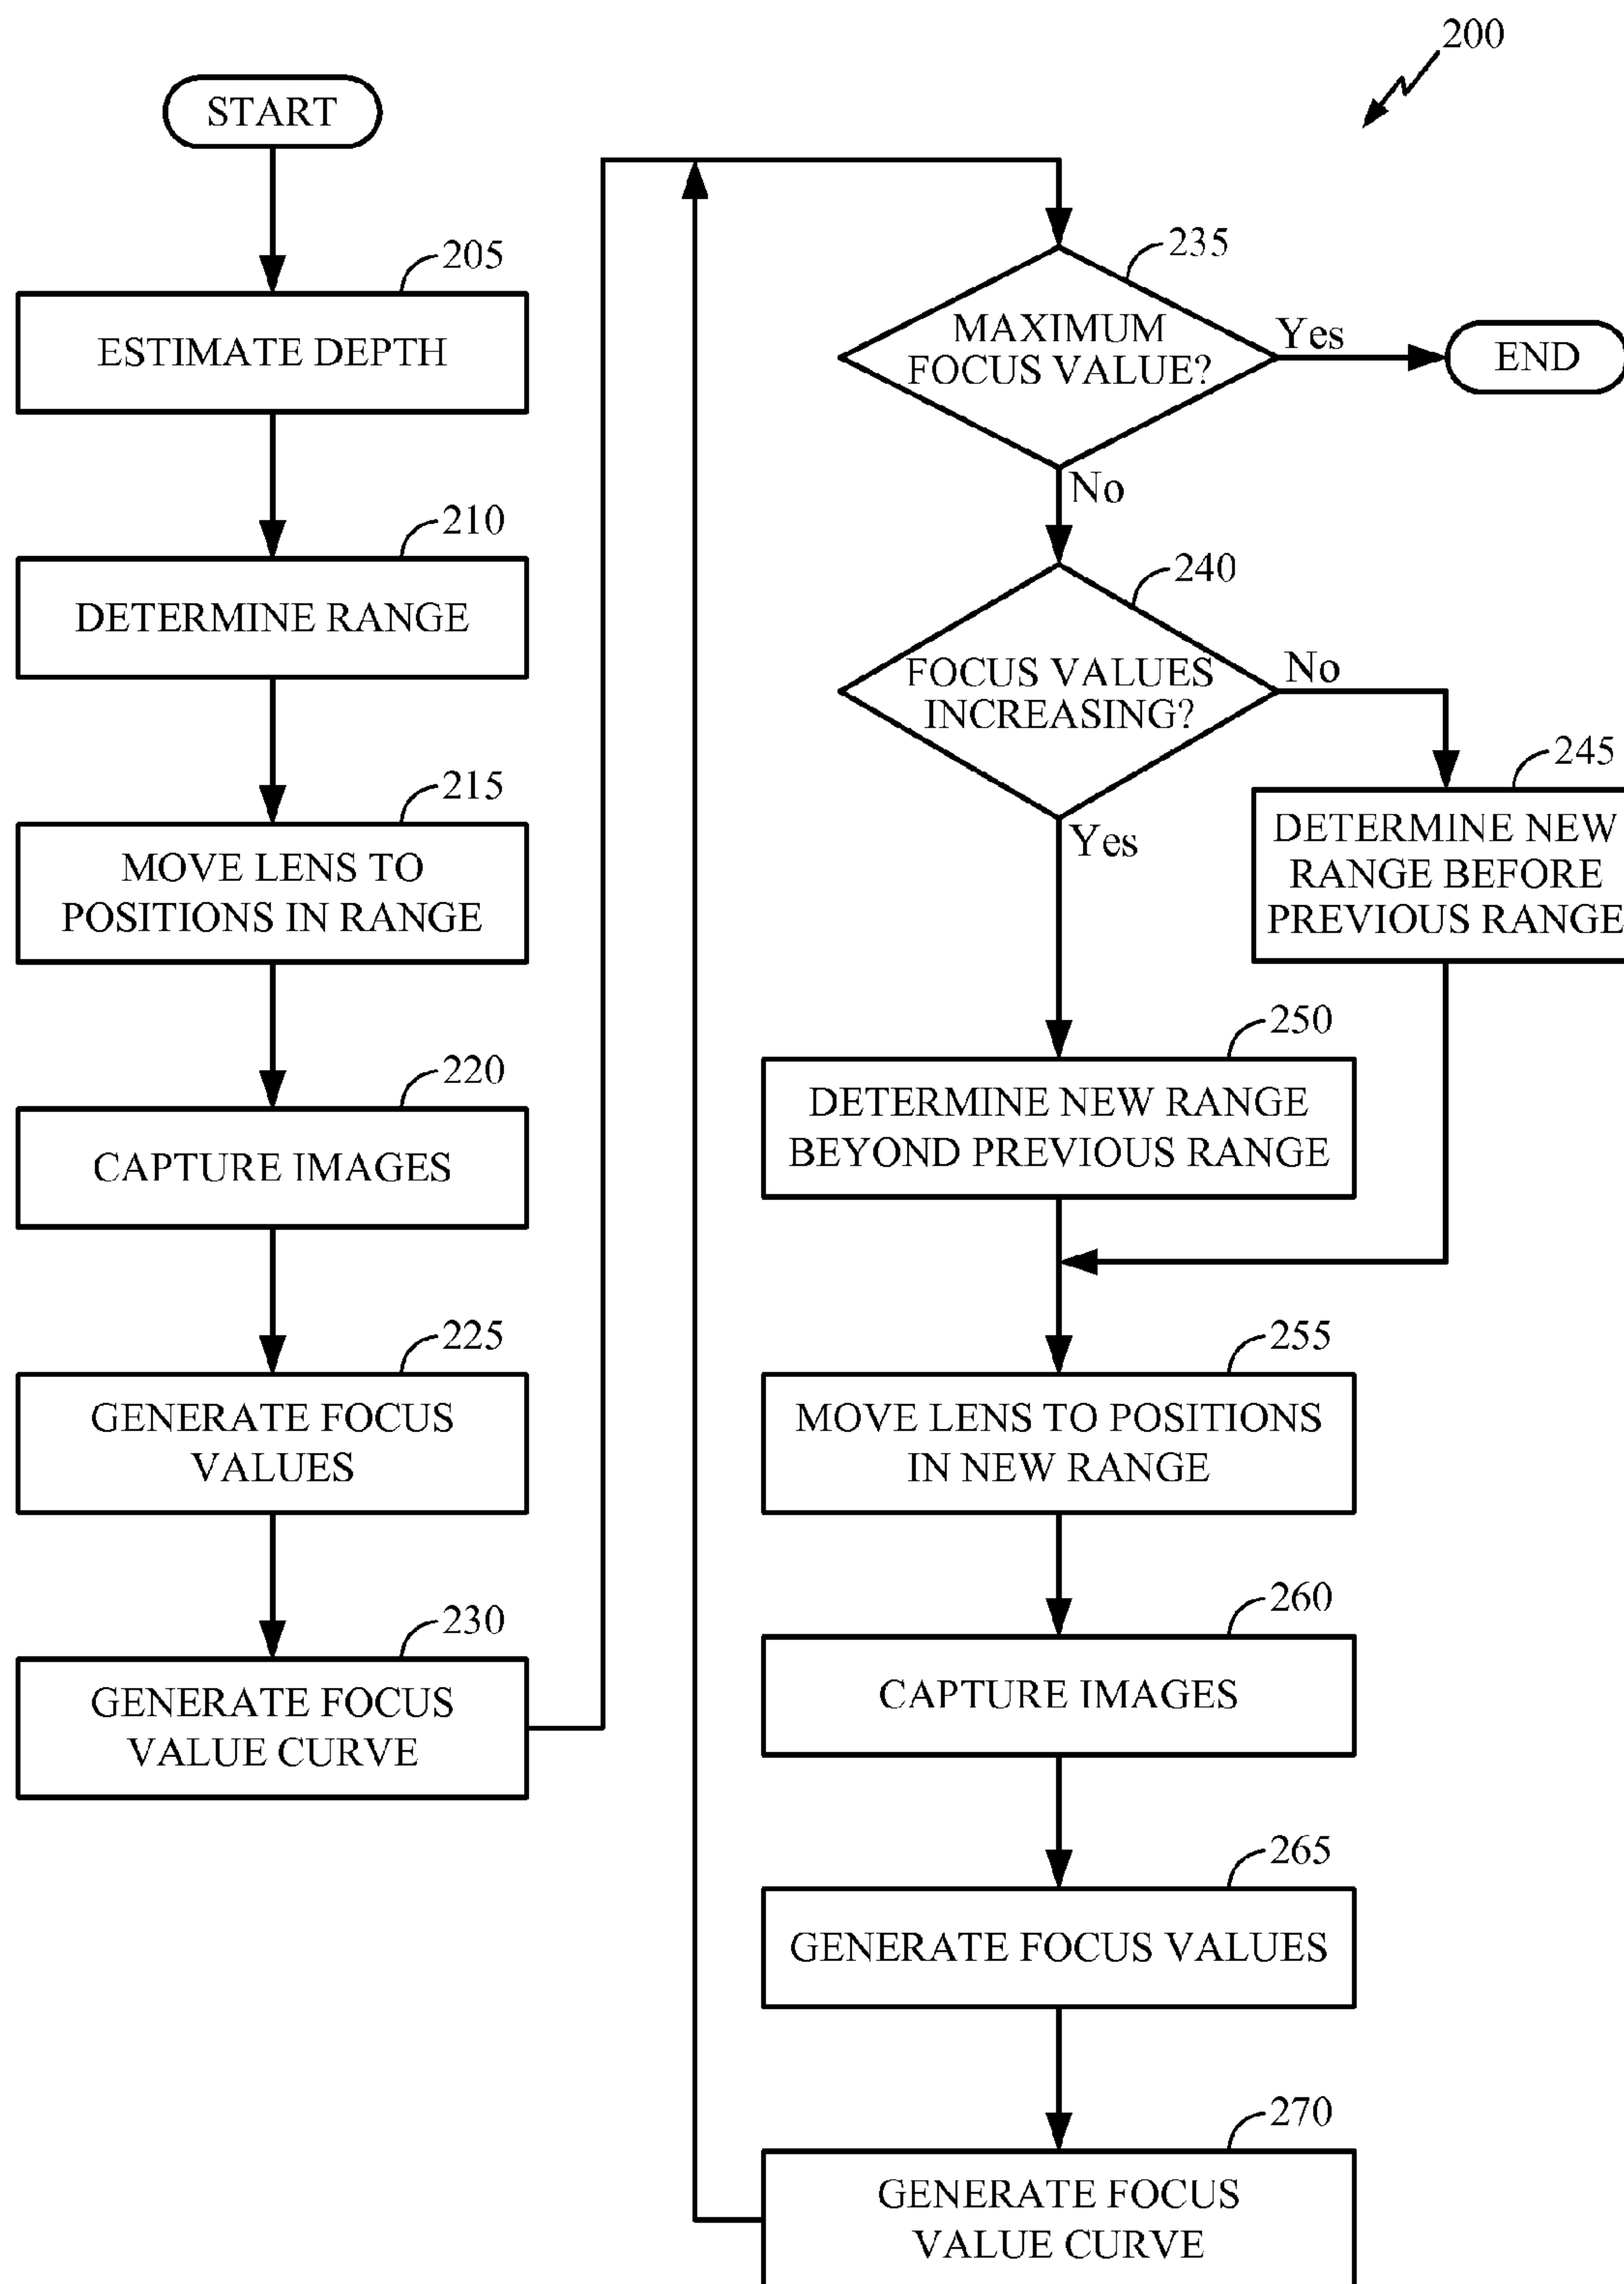 200
START
205
ESTIMATE DEPTH
210
DETERMINE RANGE
215
MOVE LENS TO
POSITIONS IN RANGE
220
CAPTURE IMAGES
225
GENERATE FOCUS
VALUES
230
GENERATE FOCUS
VALUE CURVE
235
MAXIMUM
FOCUS VALUE?
Yes
END
No
240
FOCUS VALUES
INCREASING?
No
245
DETERMINE NEW
RANGE BEFORE
PREVIOUS RANGE
Yes
250
DETERMINE NEW RANGE
BEYOND PREVIOUS RANGE
255
MOVE LENS TO POSITIONS
IN NEW RANGE
260
CAPTURE IMAGES
265
GENERATE FOCUS VALUES
270
GENERATE FOCUS
VALUE CURVE